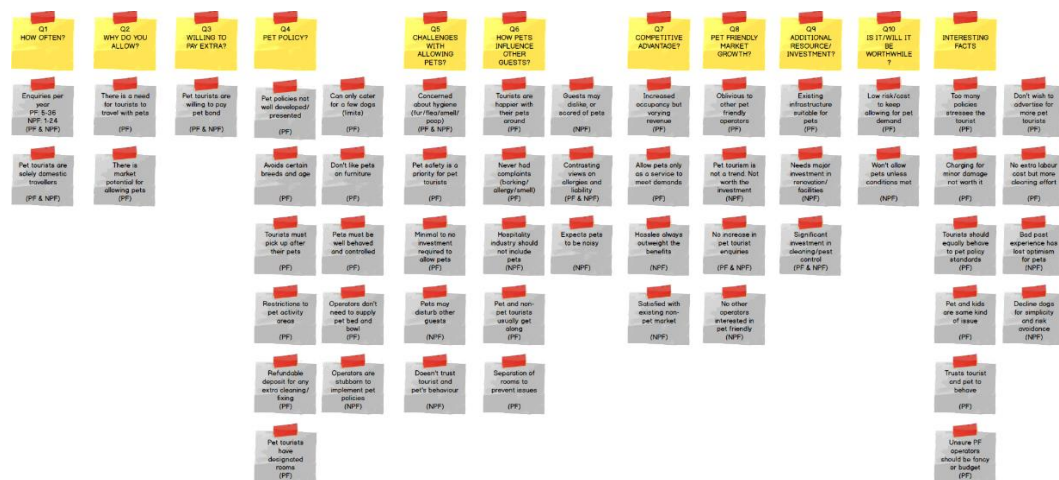 Q1
HOW OFTEN?
Q2
WHY DO YOU
ALLOW?
Q3
WILLING TO
PAY EXTRA?
Q4
PET POLICY?
Q5
CHALLENGES
WITH
ALLOWING
PETS?
Q6
HOW PETS
INFLUENCE
OTHER
GUESTS?
Q7
COMPETITIVE
ADVANTAGE?
Q8
PET FRIENDLY
MARKET
GROWTH?
Q9
ADDITIONAL
RESOURCE/
INVESTMENT?
Q10
IS IT/WILL IT
BE
WORTHWHILE
?
INTERESTING
FACTS
Enquiries per
year
PF: 5-36
NPF: 1-24
(PF & NPF)
There is a need
for tourists to
travel with pets
(PF)
Pet tourists are
willing to pay
pet bond
(PF & NPF)
Pet policies not
well developed/
presented
(PF)
Can only cater
for a few dogs
(limits)
(PF)
Concerned
about hygiene
(fur/flea/smell/
poop)
(PF & NPF)
Tourists are
happier with
their pets
around
(PF)
Guests may
dislike, or
scared of pets
(NPF)
Increased
occupancy but
varying
revenue
(PF)
Oblivious to
other pet
friendly
operators
(PF)
Existing
infrastructure
suitable for
pets
(PF)
Low risk/cost
to keep
allowing for pet
demand
(PF)
Too many
policies
stresses the
tourist
(PF)
Don't wish to
advertise for
more pet
tourists
(PF)
Pet tourists are
solely domestic
travellers
(PF & NPF)
There is
market
potential for
allowing pets
(PF)
Avoids certain
breeds and age
(PF)
Don't like pets
on furniture
(PF)
Pet safety is a
priority for pet
tourists
(PF & NPF)
Never had
complaints
(barking/
allergy/smell)
(PF)
Contrasting
views on
allergies and
liability
(PF & NPF)
Allow pets only
as a service to
meet demands
(PF)
Pet tourism is
not a trend. Not
worth the
investment
(NPF)
Needs major
investment in
renovation/
facilities
(NPF)
Won't allow
pets unless
conditions met
(NPF)
Charging for
minor damage
not worth it
(PF)
No extra labour
cost but more
cleaning effort
(PF)
Tourists must
pick up after
their pets
(PF)
Pets must be
well behaved
and controlled
(PF)
Minimal to no
investment
required to
allow pets
(PF)
Hospitality
industry should
not include
pets
(NPF)
Expects pets
to be noisy
(NPF)
Hassles always
outweight the
benefits
(NPF)
No increase in
pet tourist
enquiries
(PF & NPF)
Significant
investment in
cleaning/pest
control
(PF & NPF)
Tourists should
equally behave
to pet policy
standards
(PF)
Bad past
experience has
lost optimism
for pets
(NPF)
Restrictions to
pet activity
areas
(PF)
Operators don't
need to supply
pet bed and
bowl
(PF)
Pets may
disturb other
guests
(NPF)
Pet and non-
pet tourists
usually get
along
(PF)
Satisfied with
existing non-
pet market
(NPF)
No other
operators
interested in
pet friendly
(NPF)
Pet and kids
are same kind
of issue
(PF)
Decline dogs
for simplicity
and risk
avoidance
(NPF)
Refundable
deposit for any
extra cleaning/
fixing
(PF)
Operators are
stubborn to
implement pet
policies
(NPF)
Doesn't trust
tourist and
pet's behaviour
(NPF)
Separation of
rooms to
prevent issues
(PF)
Trusts tourist
and pet to
behave
(PF)
Pet tourists
have
designated
rooms
(PF)
Unsure PF
operators
should be fancy
or budget
(PF)